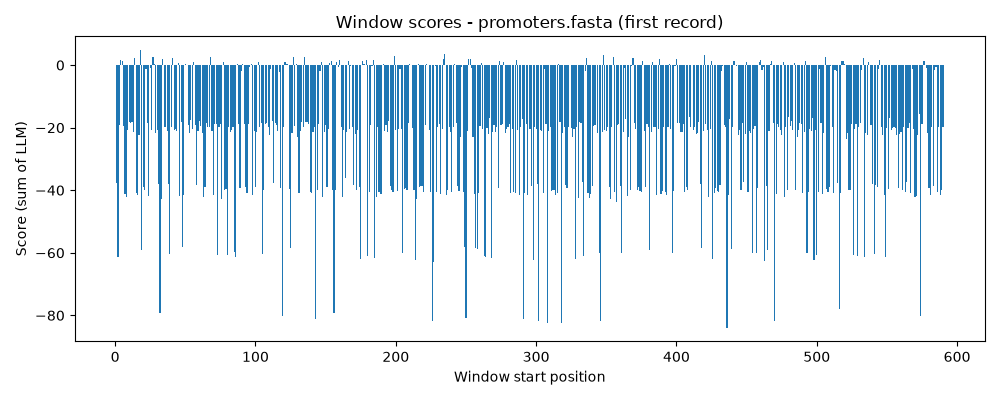 Window scores - promoters.fasta (first record)
Score (sum of LLM)
0
−20
−40
−60
−80
0 100 200 300 400 500 600
Window start position